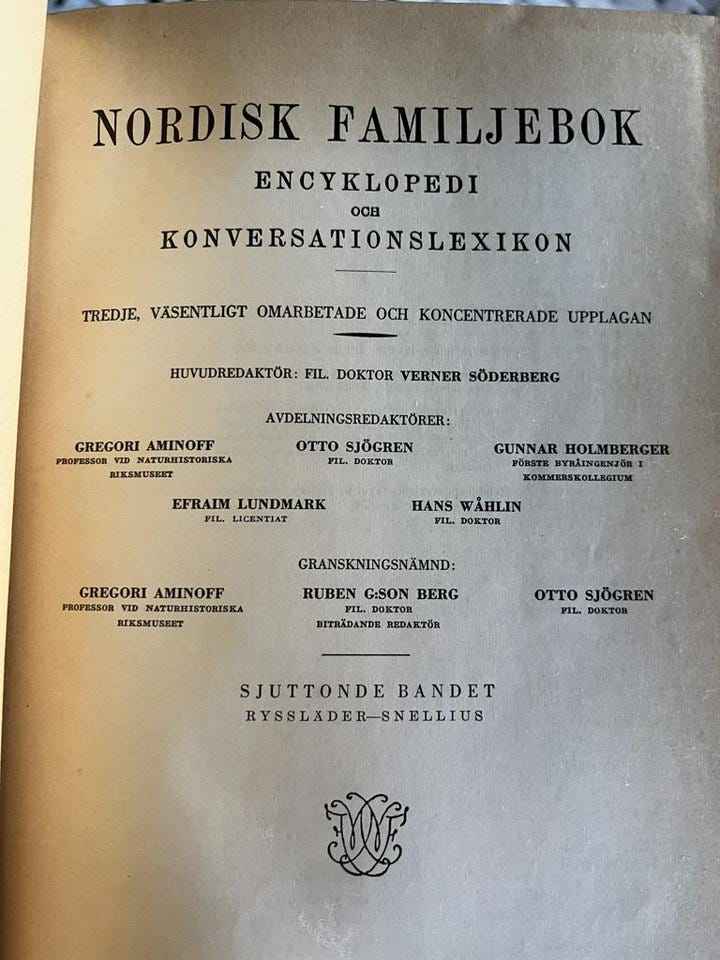 NORDISK FAMILJEBOK
ENCYKLOPEDI
OCH
KONVERSATIONSLEXIKON
TREDJE, VÄSENTLIGT OMARBETADE OCH KONCENTRERADE UPPLAGAN
HUVUDREDAKTÖR: FIL. DOKTOR VERNER SÖDERBERG
AVDELNINGSREDAKTÖRER:
GREGORI AMINOFF
PROFESSOR VID NATURHISTORISKA
RIKSMUSEET
OTTO SJÖGREN
FIL. DOKTOR
GUNNAR HOLMBERGER
FÖRSTE BYRÅINGENJÖR I
KOMMERSKOLLEGIUM
EFRAIM LUNDMARK
FIL. LICENTIAT
HANS WÅHLIN
FIL. DOKTOR
GRANSKNINGSNÄMND:
GREGORI AMINOFF
PROFESSOR VID NATURHISTORISKA
RIKSMUSEET
RUBEN G:SON BERG
FIL. DOKTOR
BITRÄDANDE REDAKTÖR
OTTO SJÖGREN
FIL. DOKTOR
SJUTTONDE BANDET
RYSSLÄDER—SNELLIUS